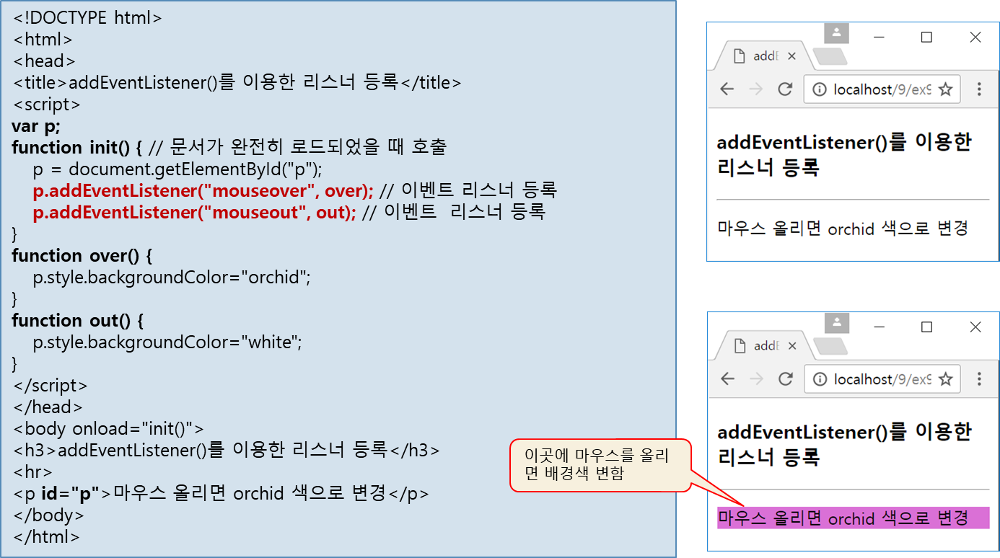 <!DOCTYPE html>
<html>
<head>
<title>addEventListener()를 이용한 리스너 등록</title>
<script>
var p;
function init() { // 문서가 완전히 로드되었을 때 호출
p = document.getElementById("p");
p.addEventListener("mouseover", over); // 이벤트 리스너 등록
p.addEventListener("mouseout", out); // 이벤트  리스너 등록
}
function over() {
p.style.backgroundColor="orchid";
}
function out() {
p.style.backgroundColor="white";
}
</script>
</head>
<body onload="init()">
<h3>addEventListener()를 이용한 리스너 등록</h3>
<hr>
<p id="p">마우스 올리면 orchid 색으로 변경</p>
</body>
</html>
addE
localhost/9/ex9
addEventListener()를 이용한
리스너 등록
마우스 올리면 orchid 색으로 변경
addE
localhost/9/ex9
addEventListener()를 이용한
리스너 등록
이곳에 마우스를 올리
면 배경색 변함
마우스 올리면 orchid 색으로 변경